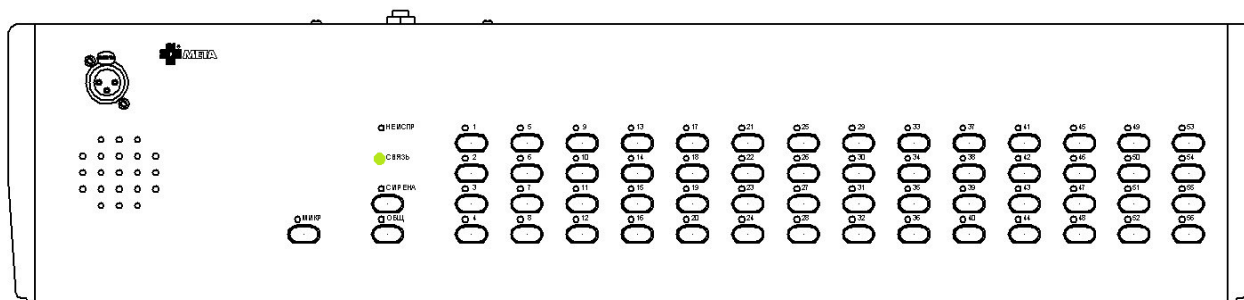 META
НЕИСПР 1 5 9 13 17 21 25 29 33 37 41 45 49 53
СВЯЗЬ 2 6 10 14 18 22 26 30 34 38 42 46 50 54
СИРЕНА 3 7 11 15 19 23 27 31 35 39 43 47 51 55
МИКР ОБЩ 4 8 12 16 20 24 28 32 36 40 44 48 52 56